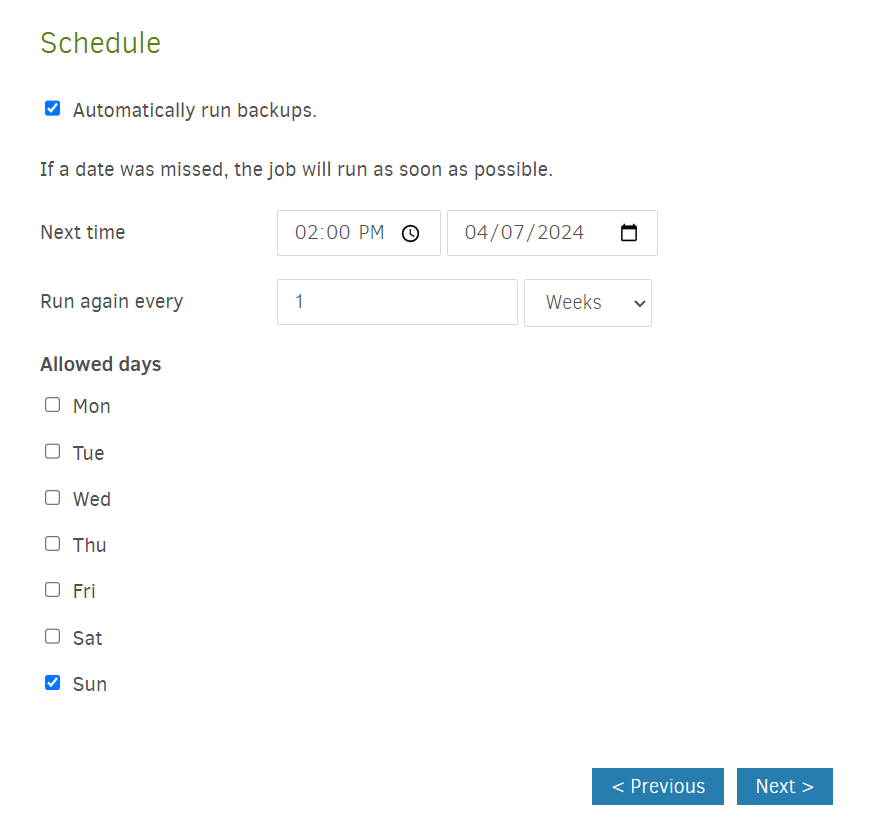 Schedule
Automatically run backups.
If a date was missed, the job will run as soon as possible.
Next time 02:00 PM 04/07/2024
Run again every 1 Weeks
Allowed days
Mon
Tue
Wed
Thu
Fri
Sat
Sun
< Previous Next >